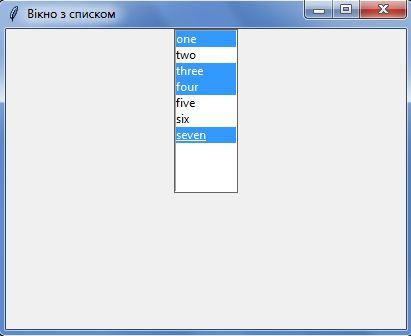 Вікно з списком
one
two
three
four
five
six
seven